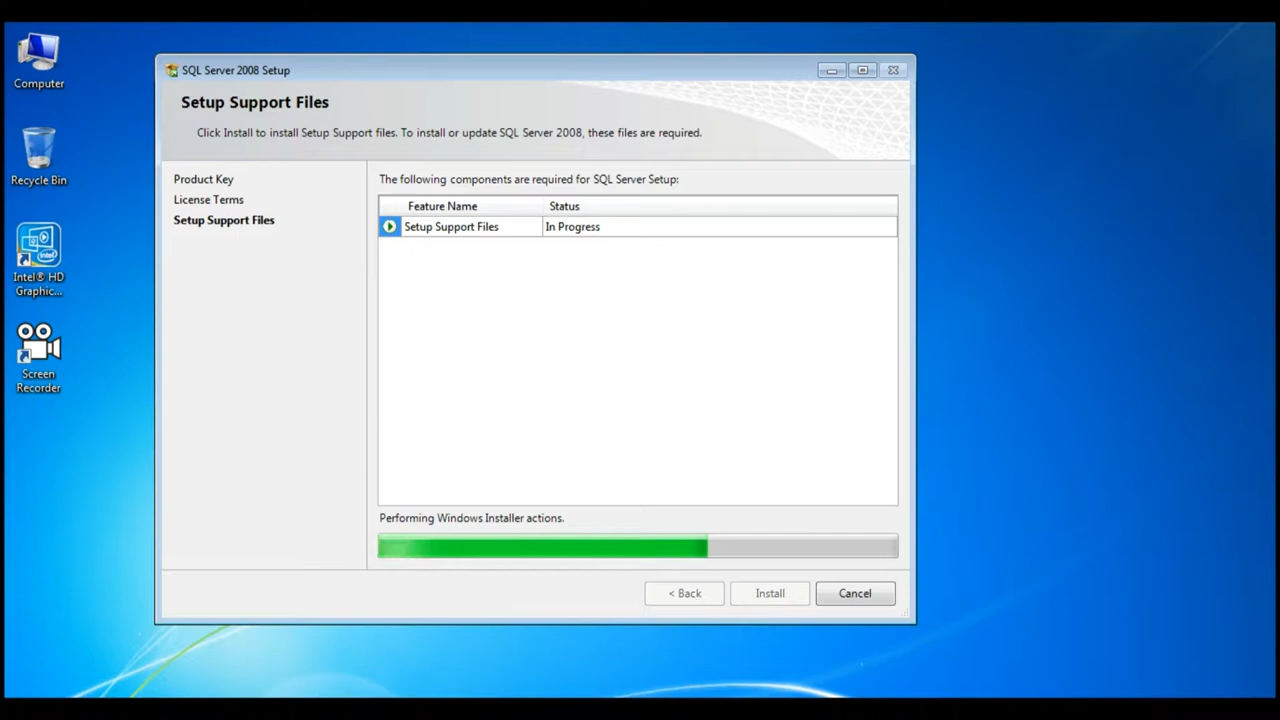 Computer
Recycle Bin
Intel® HD
Graphic...
Screen
Recorder
SQL Server 2008 Setup
Setup Support Files
Click Install to install Setup Support files. To install or update SQL Server 2008, these files are required.
Product Key
License Terms
Setup Support Files
The following components are required for SQL Server Setup:
Feature Name Status
Setup Support Files In Progress
Performing Windows Installer actions.
< Back Install Cancel